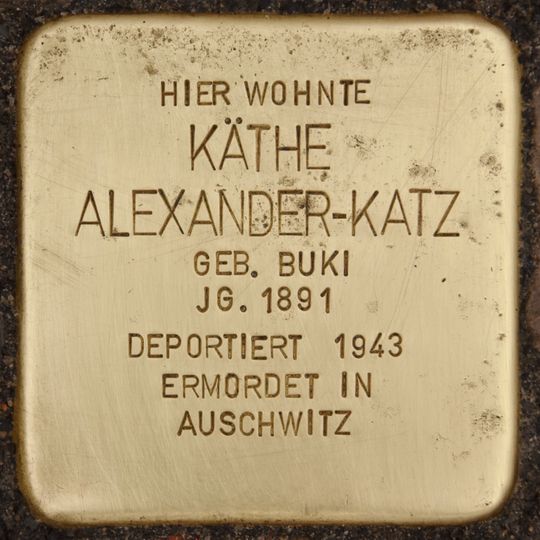 HIER WOHNTE
KÄTHE
ALEXANDER-KATZ
GEB. BUKI
JG. 1891
DEPORTIERT 1943
ERMORDET IN
AUSCHWITZ